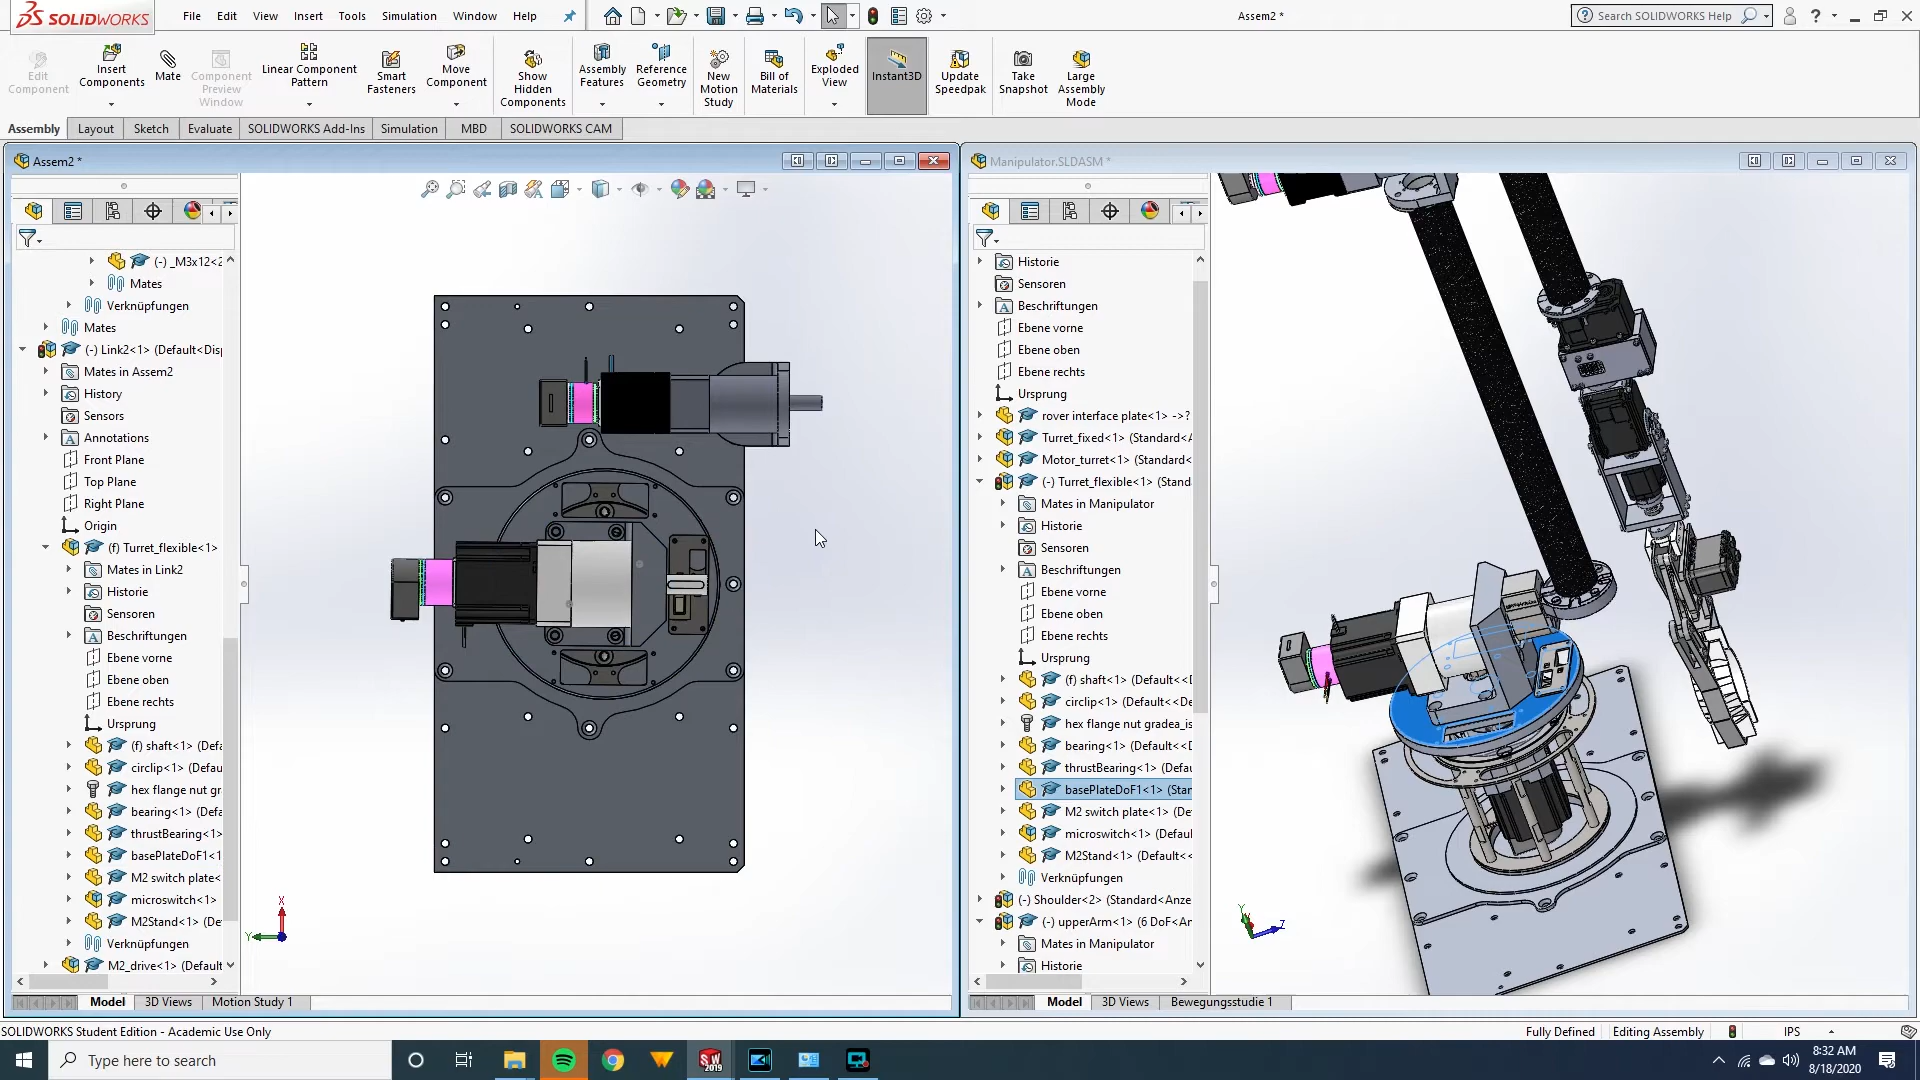 SOLIDWORKS
File Edit View Insert Tools Simulation Window Help
Assem2 *
Search SOLIDWORKS Help
Edit Component
Insert Components
Mate
Component Preview Window
Linear Component Pattern
Smart Fasteners
Move Component
Show Hidden Components
Assembly Features
Reference Geometry
New Motion Study
Bill of Materials
Exploded View
Instant3D
Update Speedpak
Take Snapshot
Large Assembly Mode
Assembly Layout Sketch Evaluate SOLIDWORKS Add-Ins Simulation MBD SOLIDWORKS CAM
Assem2 *
(-) _M3x12<2
Mates
Verknüpfungen
Mates
(-) Link2<1> (Default<Disp
Mates in Assem2
History
Sensors
Annotations
Front Plane
Top Plane
Right Plane
Origin
(f) Turret_flexible<1>
Mates in Link2
Historie
Sensoren
Beschriftungen
Ebene vorne
Ebene oben
Ebene rechts
Ursprung
(f) shaft<1> (Defa
circlip<1> (Defau
hex flange nut gr
bearing<1> (Defa
thrustBearing<1>
basePlateDoF1<1
M2 switch plate<
microswitch<1>
M2Stand<1> (De
Verknüpfungen
M2_drive<1> (Default
X
Y
Model 3D Views Motion Study 1
Manipulator.SLDASM *
Historie
Sensoren
Beschriftungen
Ebene vorne
Ebene oben
Ebene rechts
Ursprung
rover interface plate<1> ->?
Turret_fixed<1> (Standard<A
Motor_turret<1> (Standard<
(-) Turret_flexible<1> (Stand
Mates in Manipulator
Historie
Sensoren
Beschriftungen
Ebene vorne
Ebene oben
Ebene rechts
Ursprung
(f) shaft<1> (Default<<D
circlip<1> (Default<<De
hex flange nut gradea_is
bearing<1> (Default<<D
thrustBearing<1> (Defau
basePlateDoF1<1> (Stan
M2 switch plate<1> (De
microswitch<1> (Defaul
M2Stand<1> (Default<<
Verknüpfungen
(-) Shoulder<2> (Standard<Anze
(-) upperArm<1> (6 DoF<An
Mates in Manipulator
Historie
Y
Z
Model 3D Views Bewegungsstudie 1
SOLIDWORKS Student Edition - Academic Use Only
Fully Defined Editing Assembly IPS
Type here to search
SW 2019
8:32 AM
8/18/2020